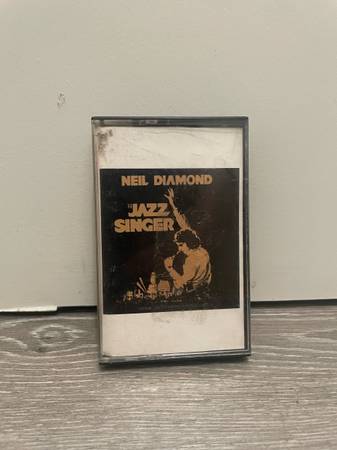 NEIL DIAMOND
THE
JAZZ
SINGER